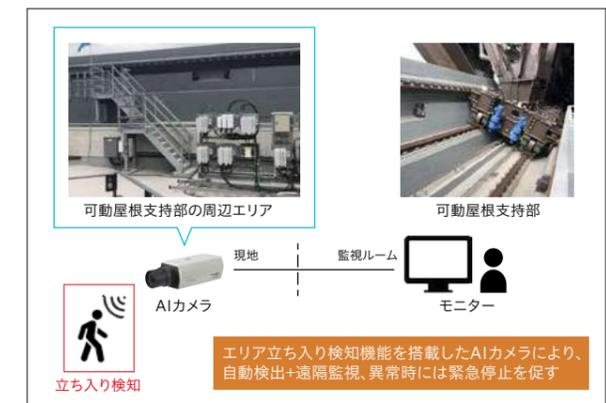 可動屋根支持部の周辺エリア
可動屋根支持部
現地
監視ルーム
AIカメラ
モニター
立ち入り検知
エリア立ち入り検知機能を搭載したAIカメラにより、
自動検出+遠隔監視、異常時には緊急停止を促す